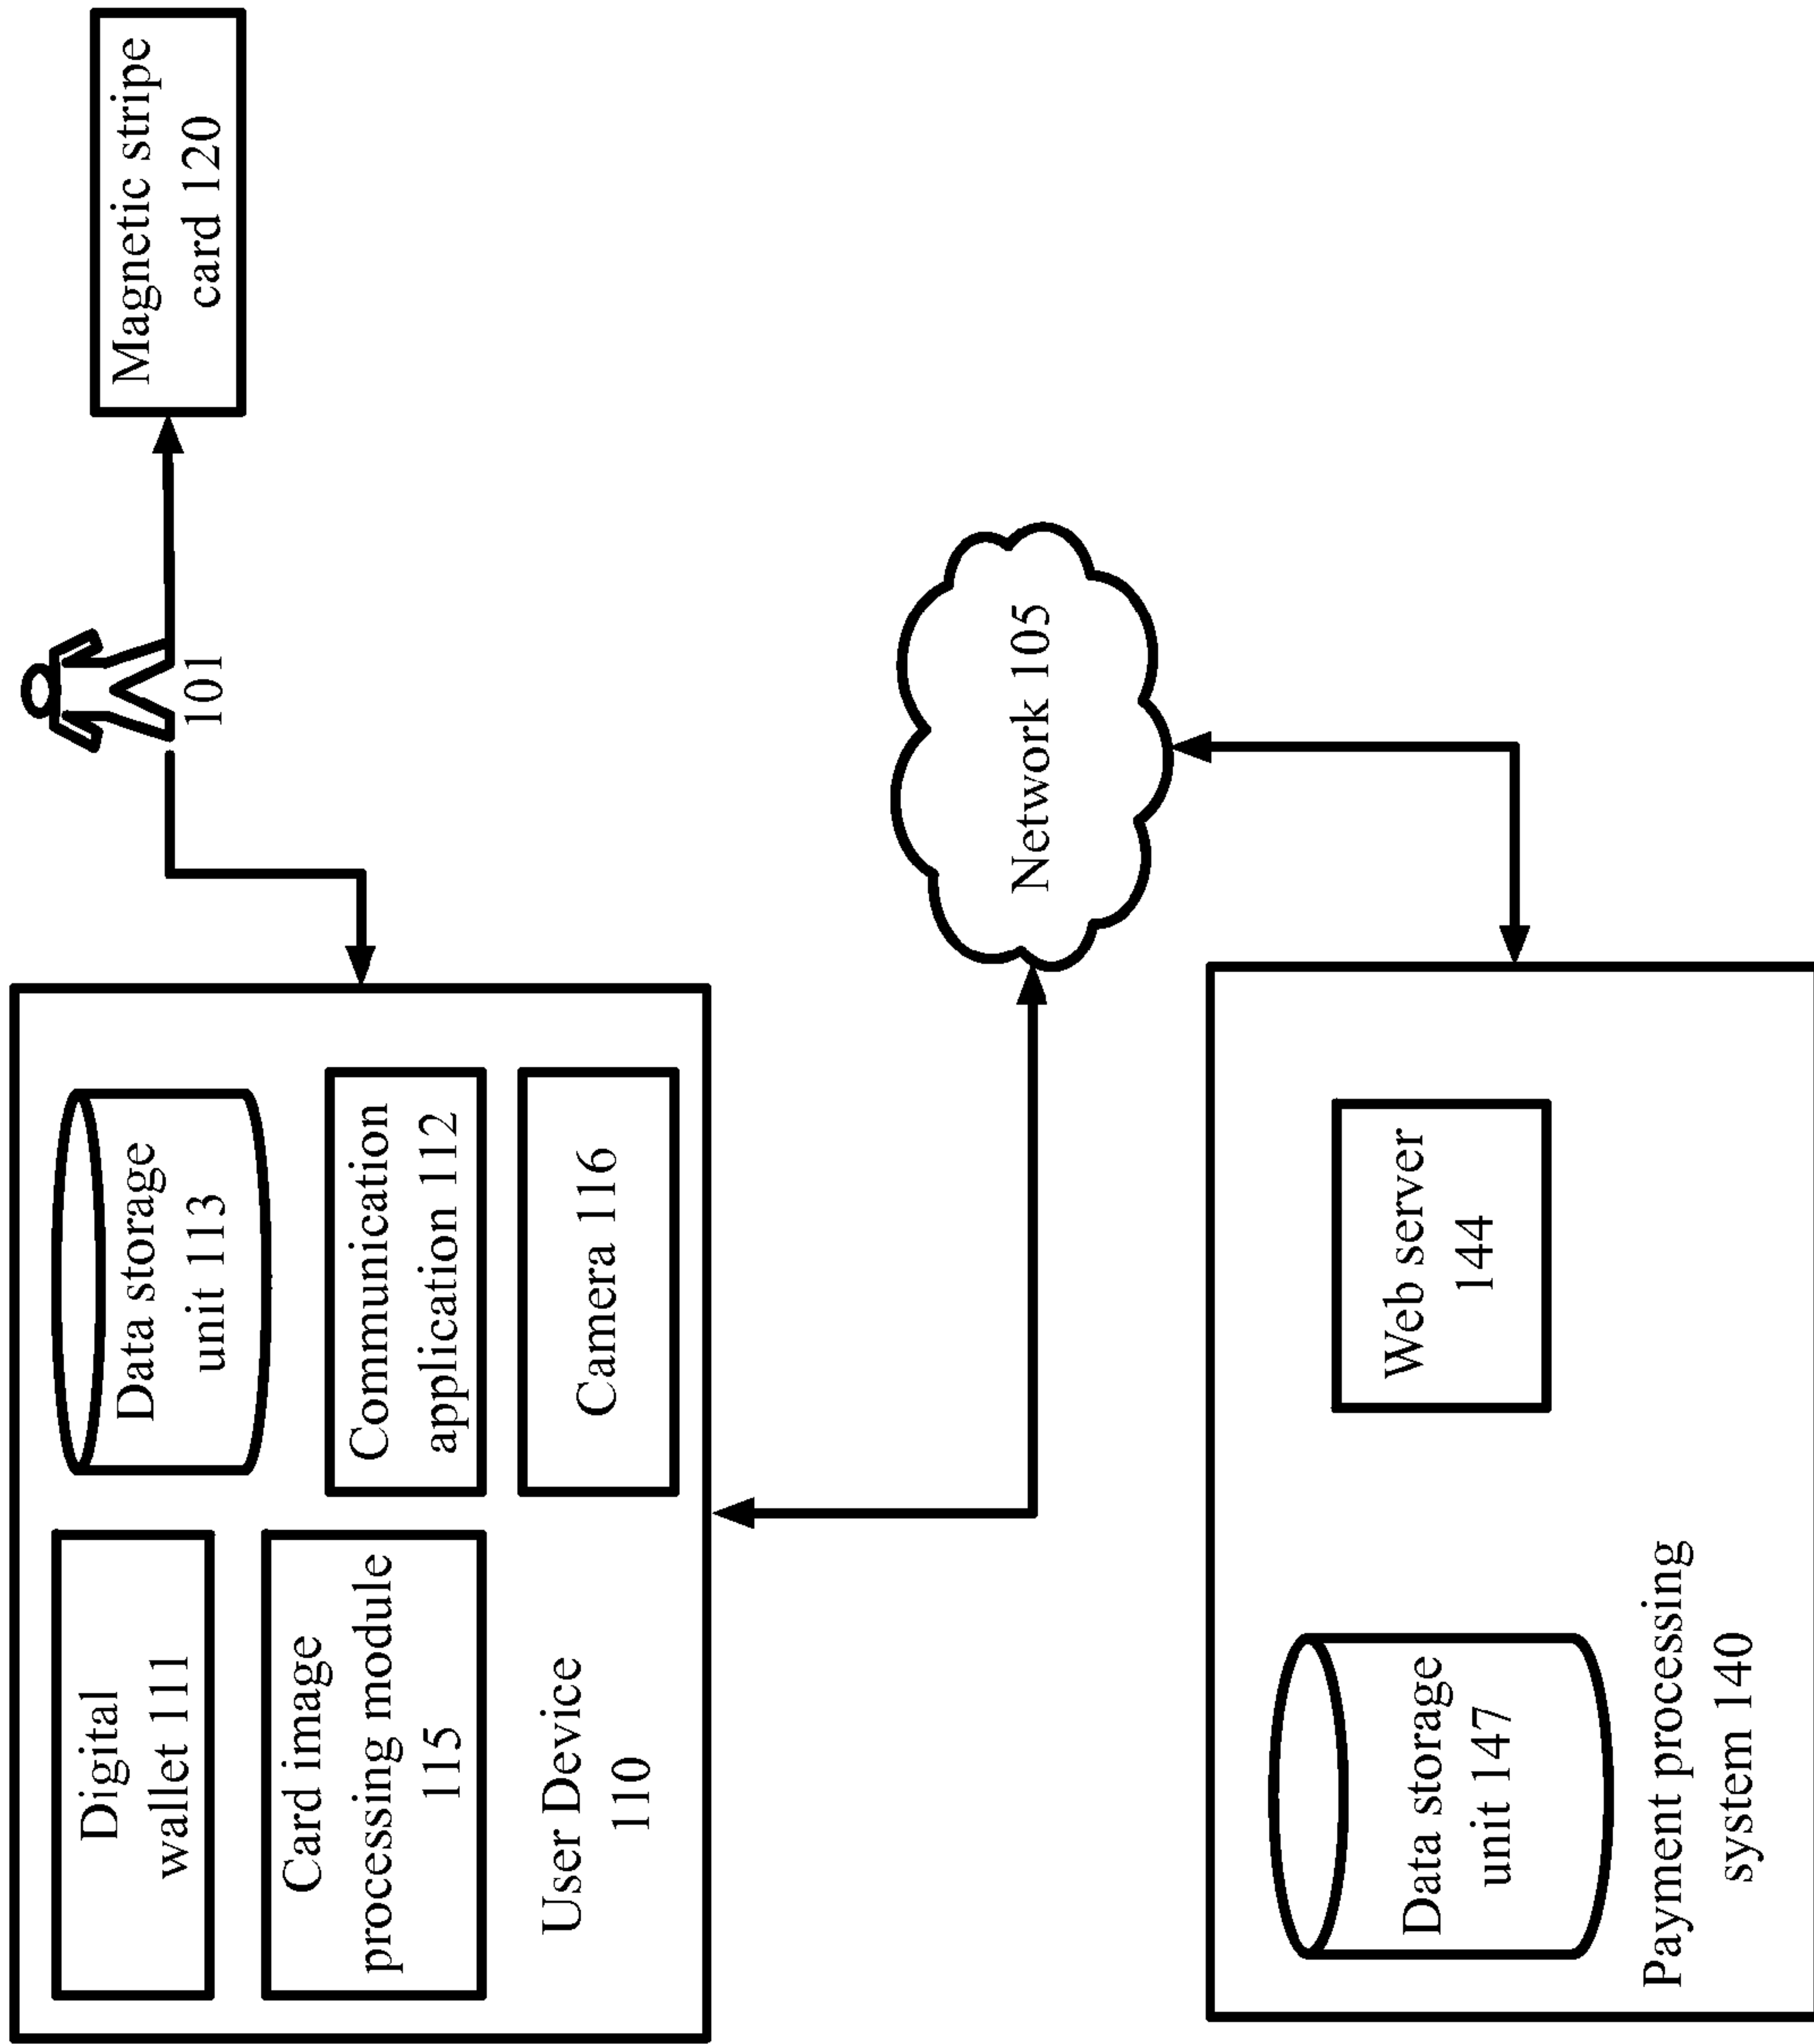 Digital
wallet 111
Data storage
unit 113
Card image
processing module
115
Communication
application 112
Camera 116
User Device
110
101
Magnetic stripe
card 120
Network 105
Data storage
unit 147
Web server
144
Payment processing
system 140